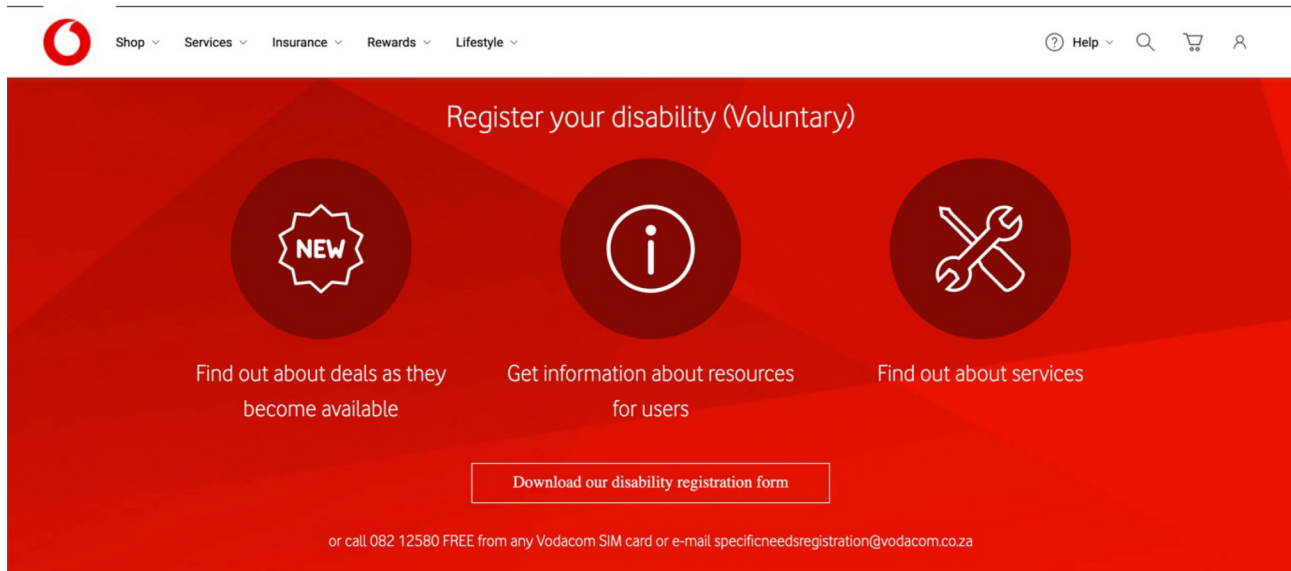 Shop Services Insurance Rewards Lifestyle Help
Register your disability (Voluntary)
NEW
Find out about deals as they
become available
Get information about resources
for users
Find out about services
Download our disability registration form
or call 082 12580 FREE from any Vodacom SIM card or e-mail specificneedsregistration@vodacom.co.za